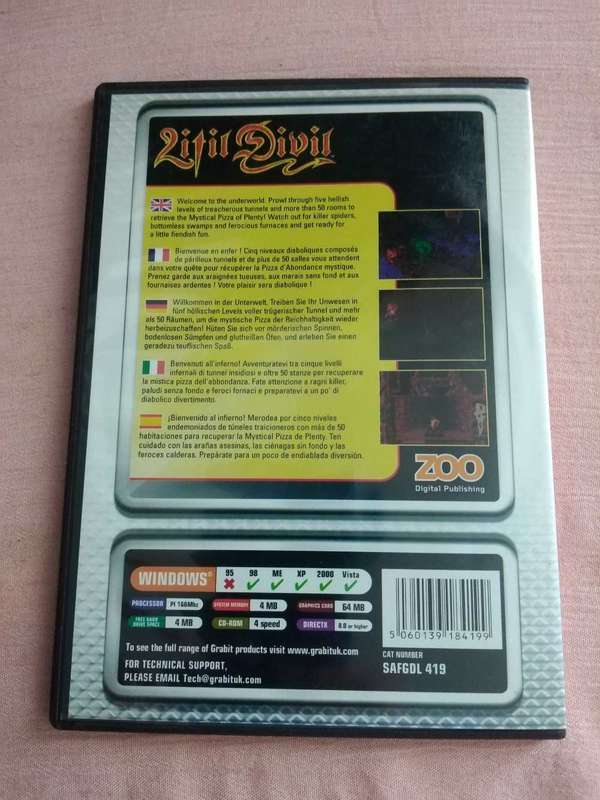 Litil Divil
Welcome to the underworld. Prowl through five hellish
levels of treacherous tunnels and more than 50 rooms to
retrieve the Mystical Pizza of Plenty! Watch out for killer spiders,
bottomless swamps and ferocious furnaces and get ready for
a little fiendish fun.
Bienvenue en enfer ! Cinq niveaux diaboliques composés
de périlleux tunnels et de plus de 50 salles vous attendent
dans votre quête pour récupérer la Pizza d'Abondance mystique.
Prenez garde aux araignées tueuses, aux marais sans fond et aux
fournaises ardentes ! Votre plaisir sera diabolique !
Willkommen in der Unterwelt. Treiben Sie Ihr Unwesen in
fünf höllischen Levels voller trügerischer Tunnel und mehr
als 50 Räumen, um die mystische Pizza der Reichhaltigkeit wieder
herbeizuschaffen! Hüten Sie sich vor mörderischen Spinnen,
bodenlosen Sümpfen und glutheißen Öfen, und erleben Sie einen
geradezu teuflischen Spaß.
Benvenuti all'inferno! Avventuratevi tra cinque livelli
infernali di tunnel insidiosi e oltre 50 stanze per recuperare
la mistica pizza dell'abbondanza. Fate attenzione a ragni killer,
paludi senza fondo e feroci fornaci e preparatevi a un po' di
diabolico divertimento.
¡Bienvenido al infierno! Merodea por cinco niveles
endemoniados de túneles traicioneros con más de 50
habitaciones para recuperar la Mystical Pizza de Plenty. Ten
cuidado con las arañas asesinas, las ciénagas sin fondo y las
feroces calderas. Prepárate para un poco de endiablada diversión.
ZOO
Digital Publishing
WINDOWS® 95 98 ME XP 2000 Vista
PROCESSOR PI 166Mhz SYSTEM MEMORY 4 MB GRAPHICS CARD 64 MB
FREE HARD DRIVE SPACE 4 MB CD-ROM 4 speed DIRECTX 8.0 or higher
To see the full range of Grabit products visit www.grabituk.com
FOR TECHNICAL SUPPORT,
PLEASE EMAIL Tech@grabituk.com
5 060139 184199
CAT NUMBER
SAFGDL 419